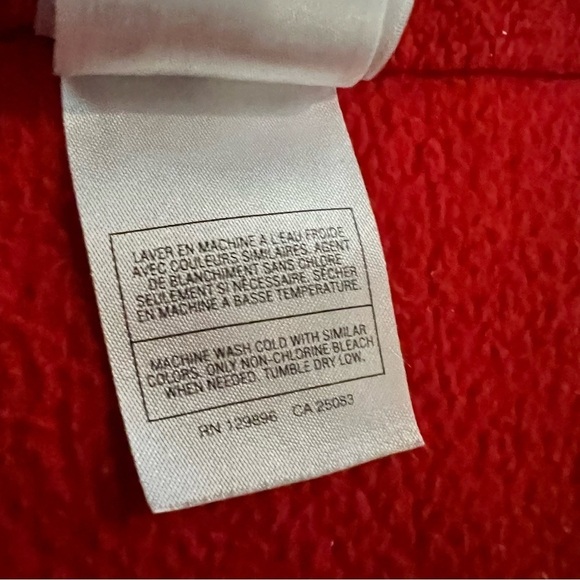 LAVER EN MACHINE À L'EAU FROIDE
AVEC COULEURS SIMILAIRES. AGENT
DE BLANCHIMENT SANS CHLORE
SEULEMENT SI NÉCESSAIRE. SÉCHER
EN MACHINE A BASSE TEMPÉRATURE.
MACHINE WASH COLD WITH SIMILAR
COLORS. ONLY NON-CHLORINE BLEACH
WHEN NEEDED. TUMBLE DRY LOW.
RN 129896 CA 25083